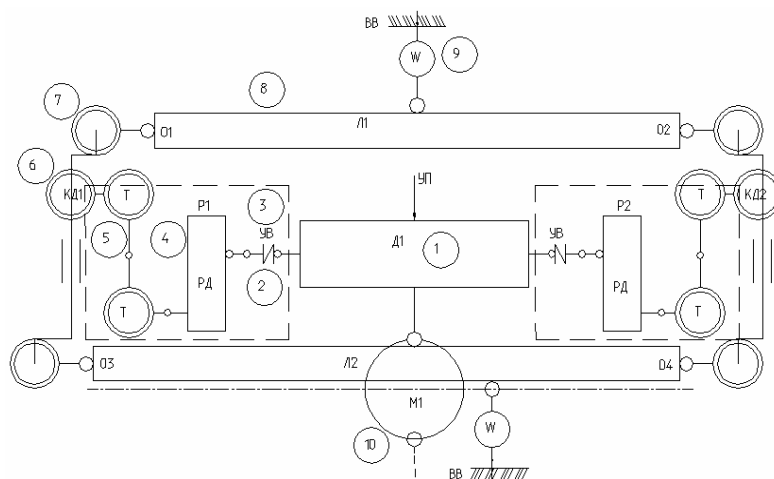 ВВ
W
9
8
7
О1
Л1
О2
6
УП
КД1
Т
Р1
3
Р2
Т
КД2
5
4
УВ
Д1
1
УВ
РД
2
РД
Т
Т
О3
Л2
О4
М1
W
10
ВВ